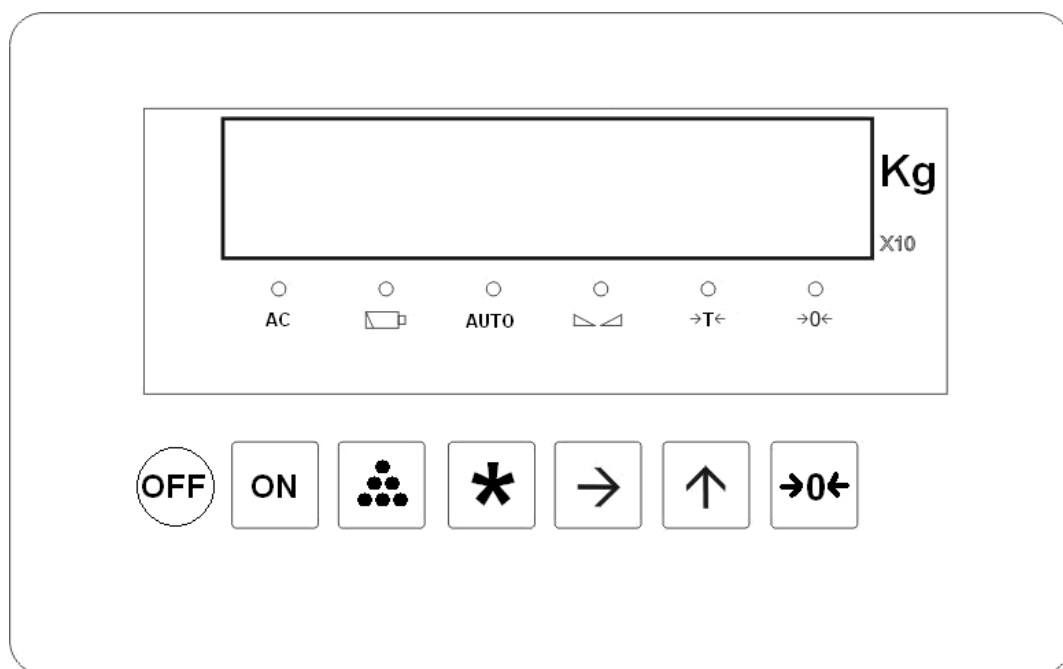 Kg
X10
AC AUTO →T← →0←
OFF ON * → ↑ →0←